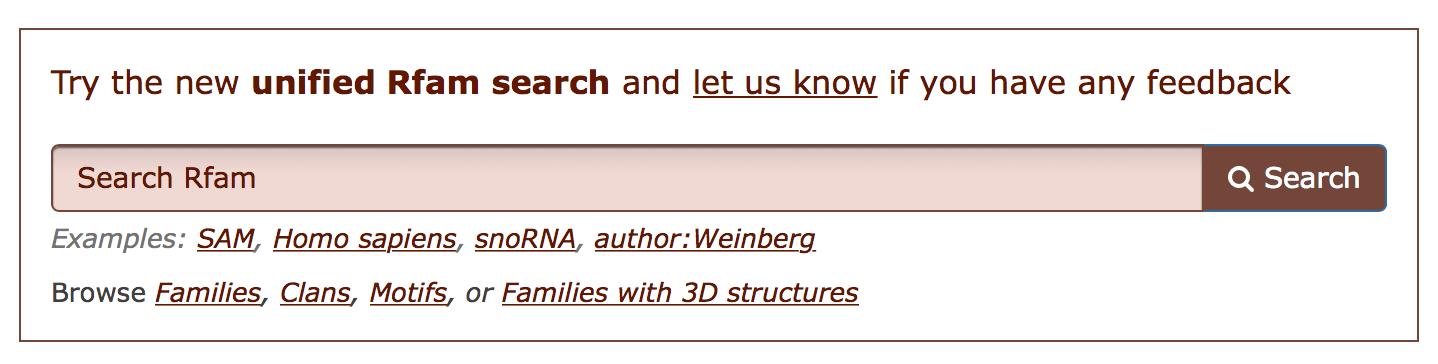 Try the new unified Rfam search and let us know if you have any feedback
Search Rfam
Search
Examples: SAM, Homo sapiens, snoRNA, author:Weinberg
Browse Families, Clans, Motifs, or Families with 3D structures